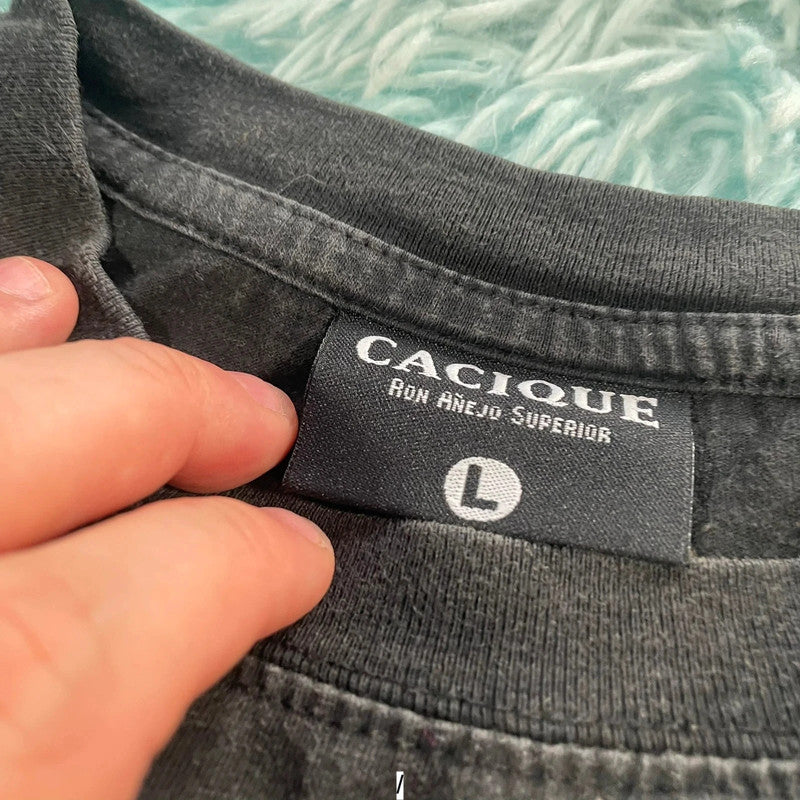 CACIQUE
RON AÑEJO SUPERIOR
L
/